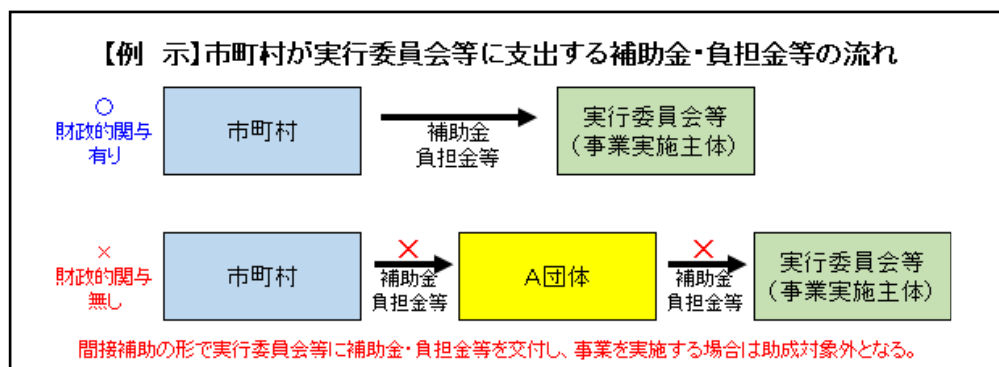 【例 示】市町村が実行委員会等に支出する補助金・負担金等の流れ
○
財政的関与
有り
市町村
補助金
負担金等
実行委員会等
(事業実施主体)
×
財政的関与
無し
市町村
×
補助金
負担金等
A団体
×
補助金
負担金等
実行委員会等
(事業実施主体)
間接補助の形で実行委員会等に補助金・負担金等を交付し、事業を実施する場合は助成対象外となる。